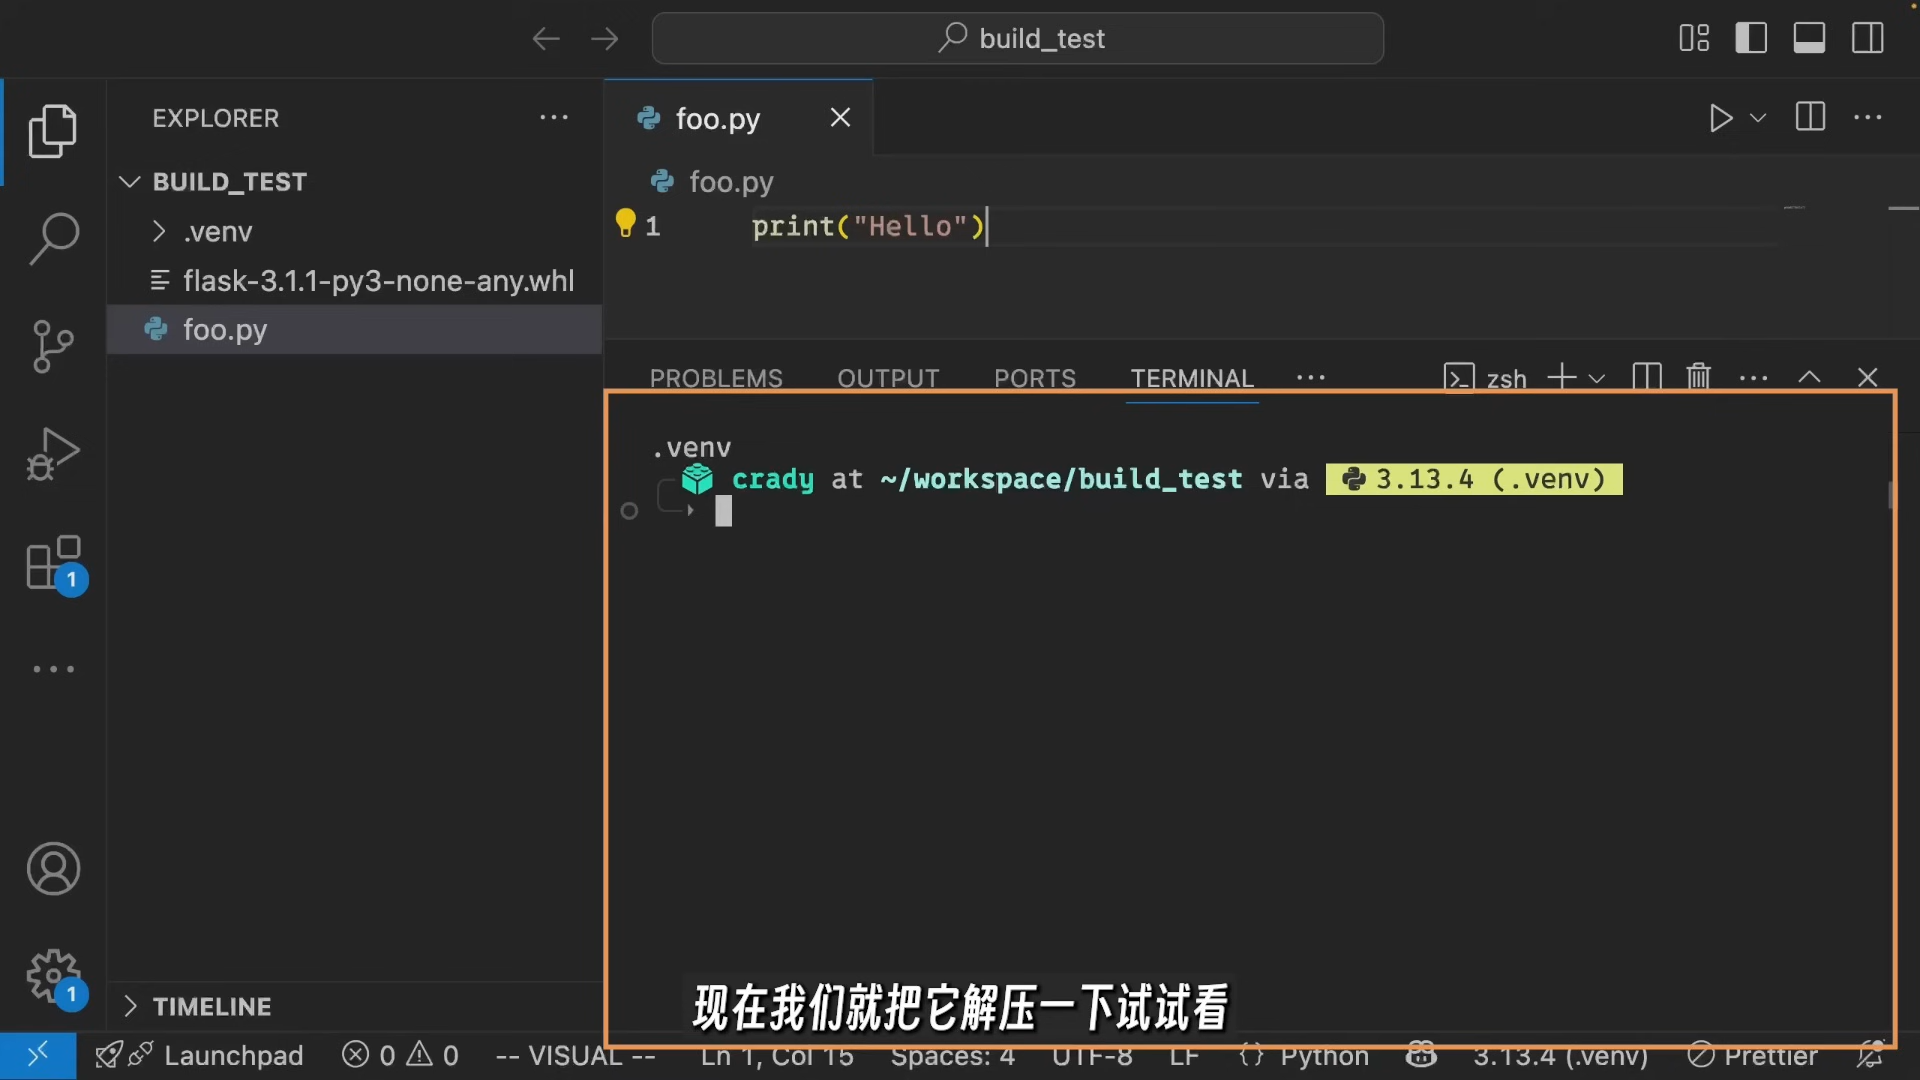 build_test
EXPLORER
BUILD_TEST
.venv
flask-3.1.1-py3-none-any.whl
foo.py
TIMELINE
foo.py
foo.py
1 print("Hello")
PROBLEMS OUTPUT PORTS TERMINAL zsh
.venv
crady at ~/workspace/build_test via 3.13.4 (.venv)
现在我们就把它解压一下试试看
1
1
Launchpad 0 0 -- VISUAL -- Ln 1, Col 15 Spaces: 4 UTF-8 LF {} Python 3.13.4 (.venv) Prettier